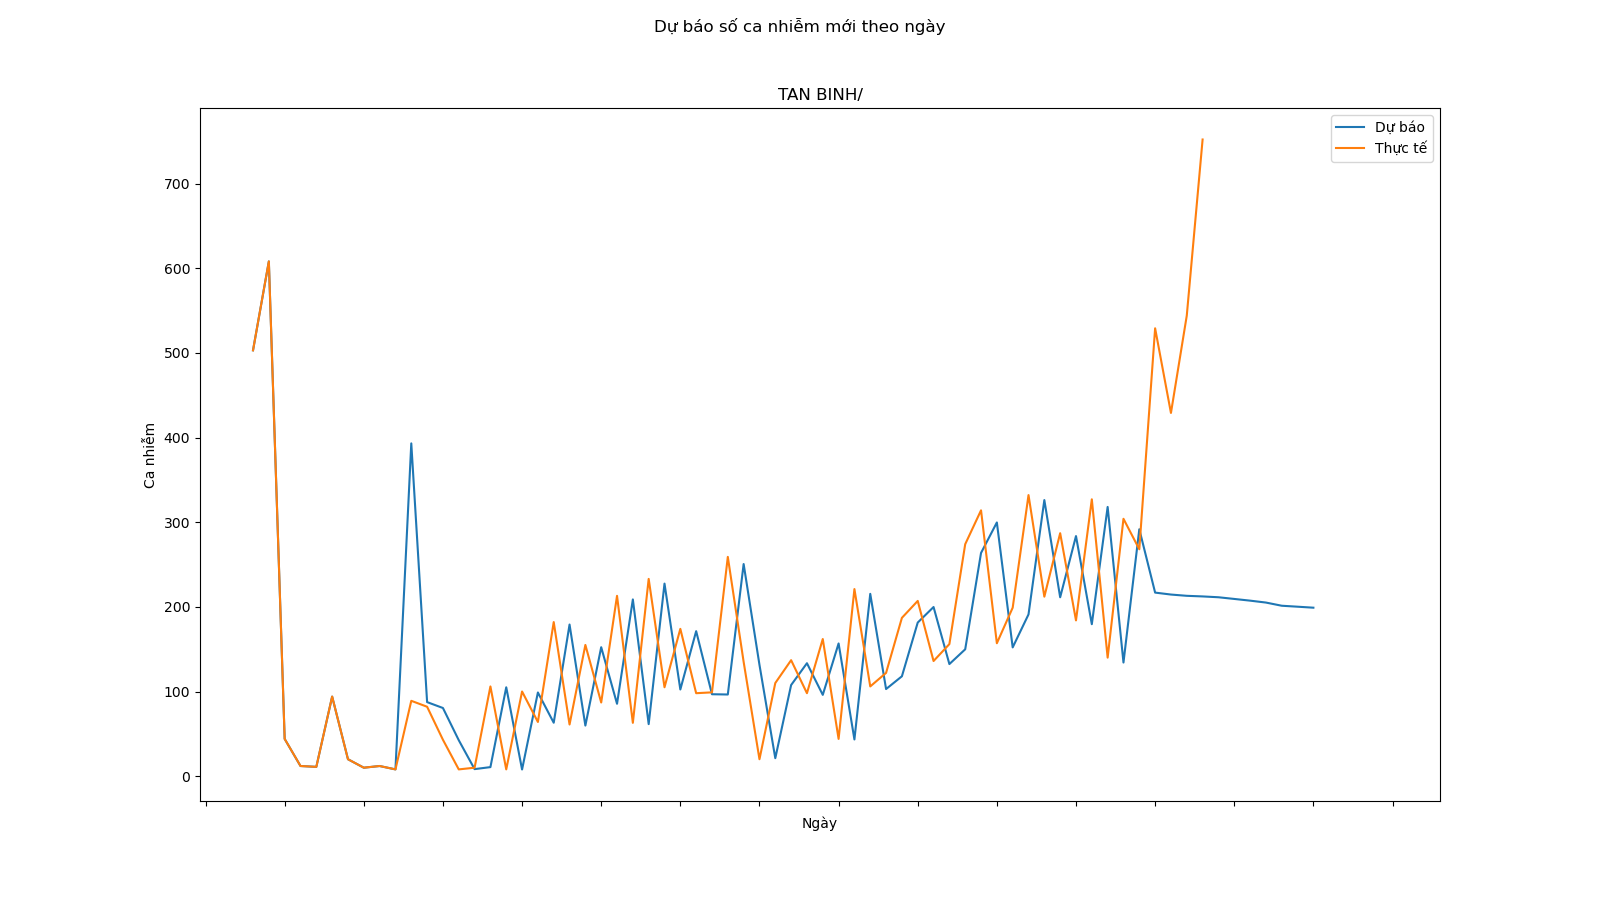 Dự báo số ca nhiễm mới theo ngày
TAN BINH/
Dự báo
Thực tế
700
600
500
400
300
200
100
0
Ca nhiễm
Ngày